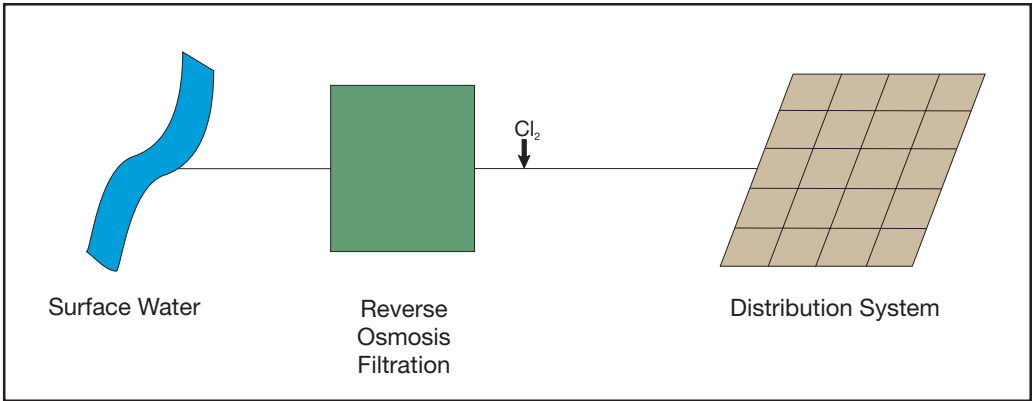 Cl₂
Surface Water
Reverse
Osmosis
Filtration
Distribution System